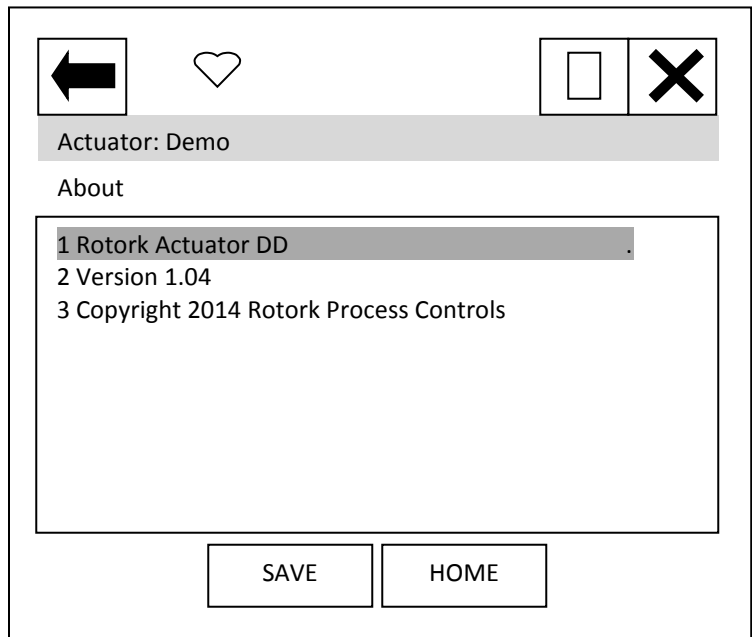 Actuator: Demo
About
1 Rotork Actuator DD .
2 Version 1.04
3 Copyright 2014 Rotork Process Controls
SAVE HOME